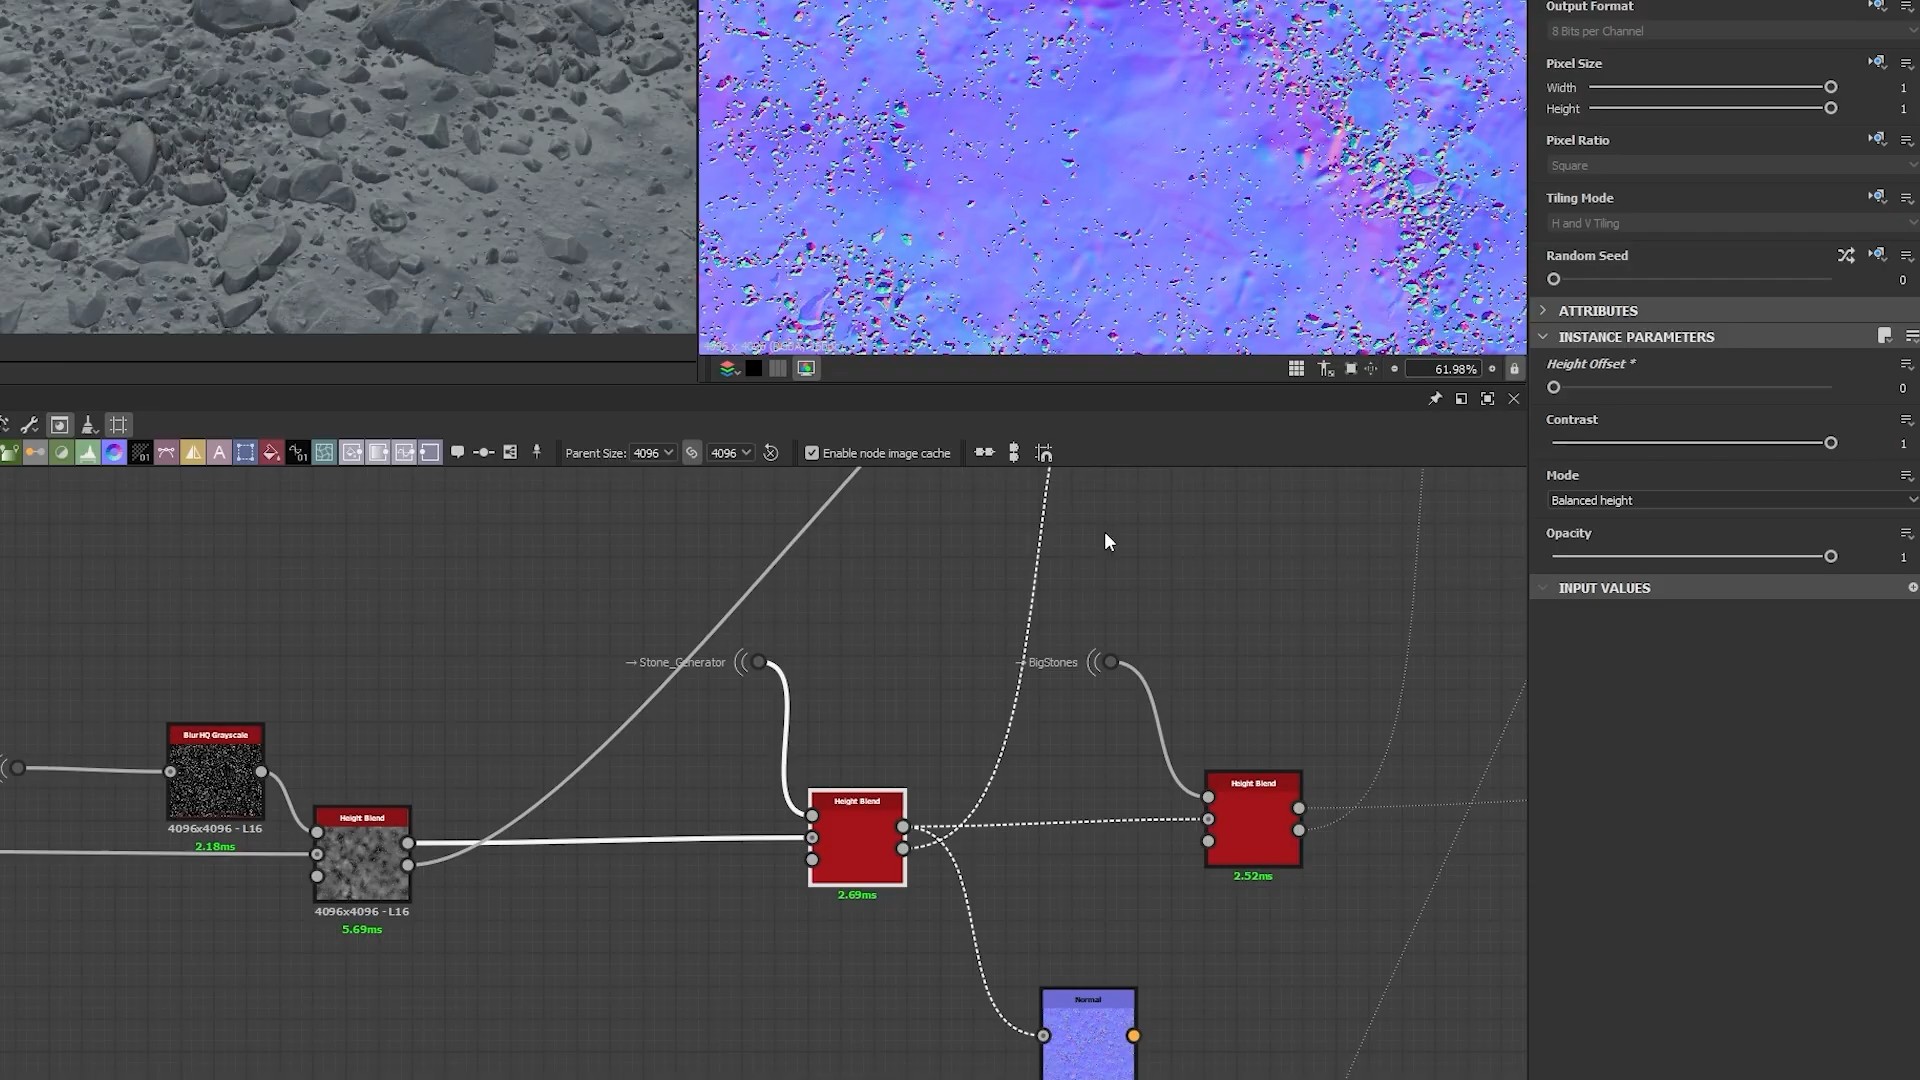 Output Format
8 Bits per Channel
Pixel Size
Width 1
Height 1
Pixel Ratio
Square
Tiling Mode
H and V Tiling
Random Seed
0
ATTRIBUTES
INSTANCE PARAMETERS
Height Offset *
0
Contrast
1
Mode
Balanced height
Opacity
1
INPUT VALUES
61.98%
Parent Size: 4096 4096 Enable node image cache
→ Stone_Generator
→ BigStones
Blur HQ Grayscale
4096x4096 - L16
2.18ms
Height Blend
4096x4096 - L16
5.69ms
Height Blend
2.69ms
Height Blend
2.52ms
Normal